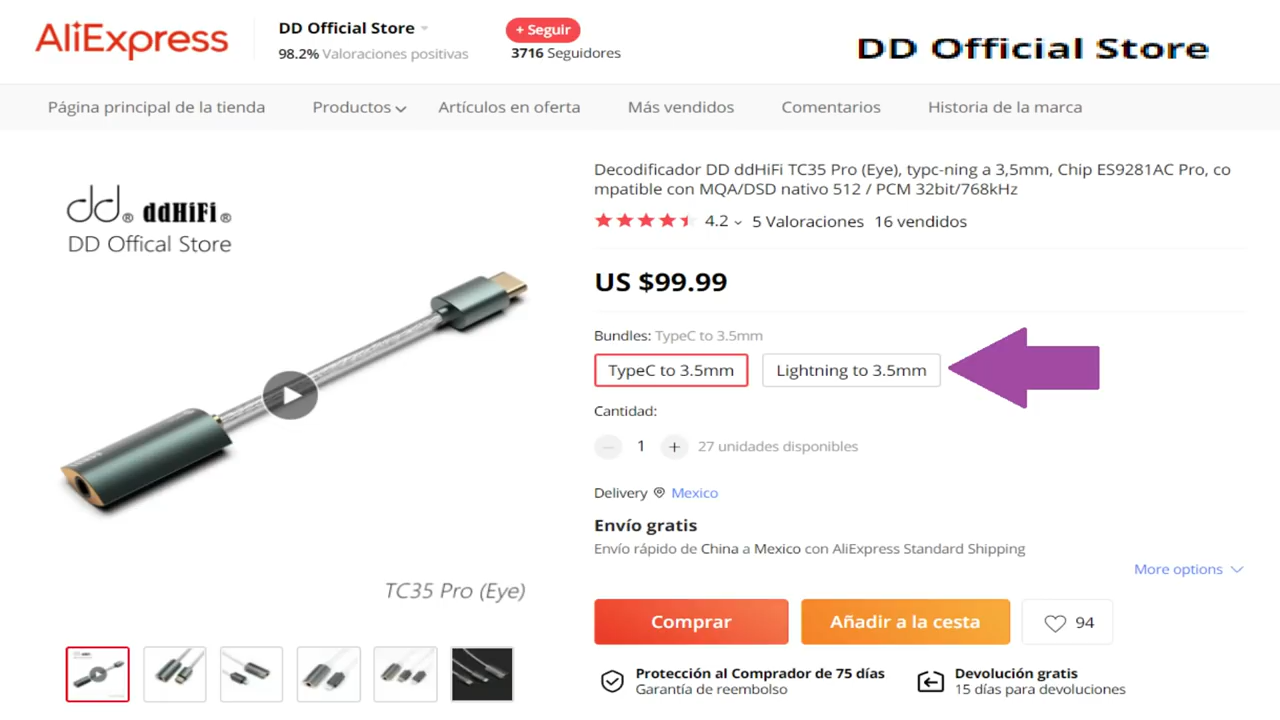 AliExpress
DD Official Store
98.2% Valoraciones positivas
+ Seguir
3716 Seguidores
DD Official Store
Página principal de la tienda
Productos
Artículos en oferta
Más vendidos
Comentarios
Historia de la marca
dd® ddHiFi®
DD Offical Store
TC35 Pro (Eye)
Decodificador DD ddHiFi TC35 Pro (Eye), typc-ning a 3,5mm, Chip ES9281AC Pro, co
mpatible con MQA/DSD nativo 512 / PCM 32bit/768kHz
4.2 5 Valoraciones 16 vendidos
US $99.99
Bundles: TypeC to 3.5mm
TypeC to 3.5mm
Lightning to 3.5mm
Cantidad:
1 + 27 unidades disponibles
Delivery Mexico
Envío gratis
Envío rápido de China a Mexico con AliExpress Standard Shipping
More options
Comprar
Añadir a la cesta
94
Protección al Comprador de 75 días
Garantía de reembolso
Devolución gratis
15 días para devoluciones